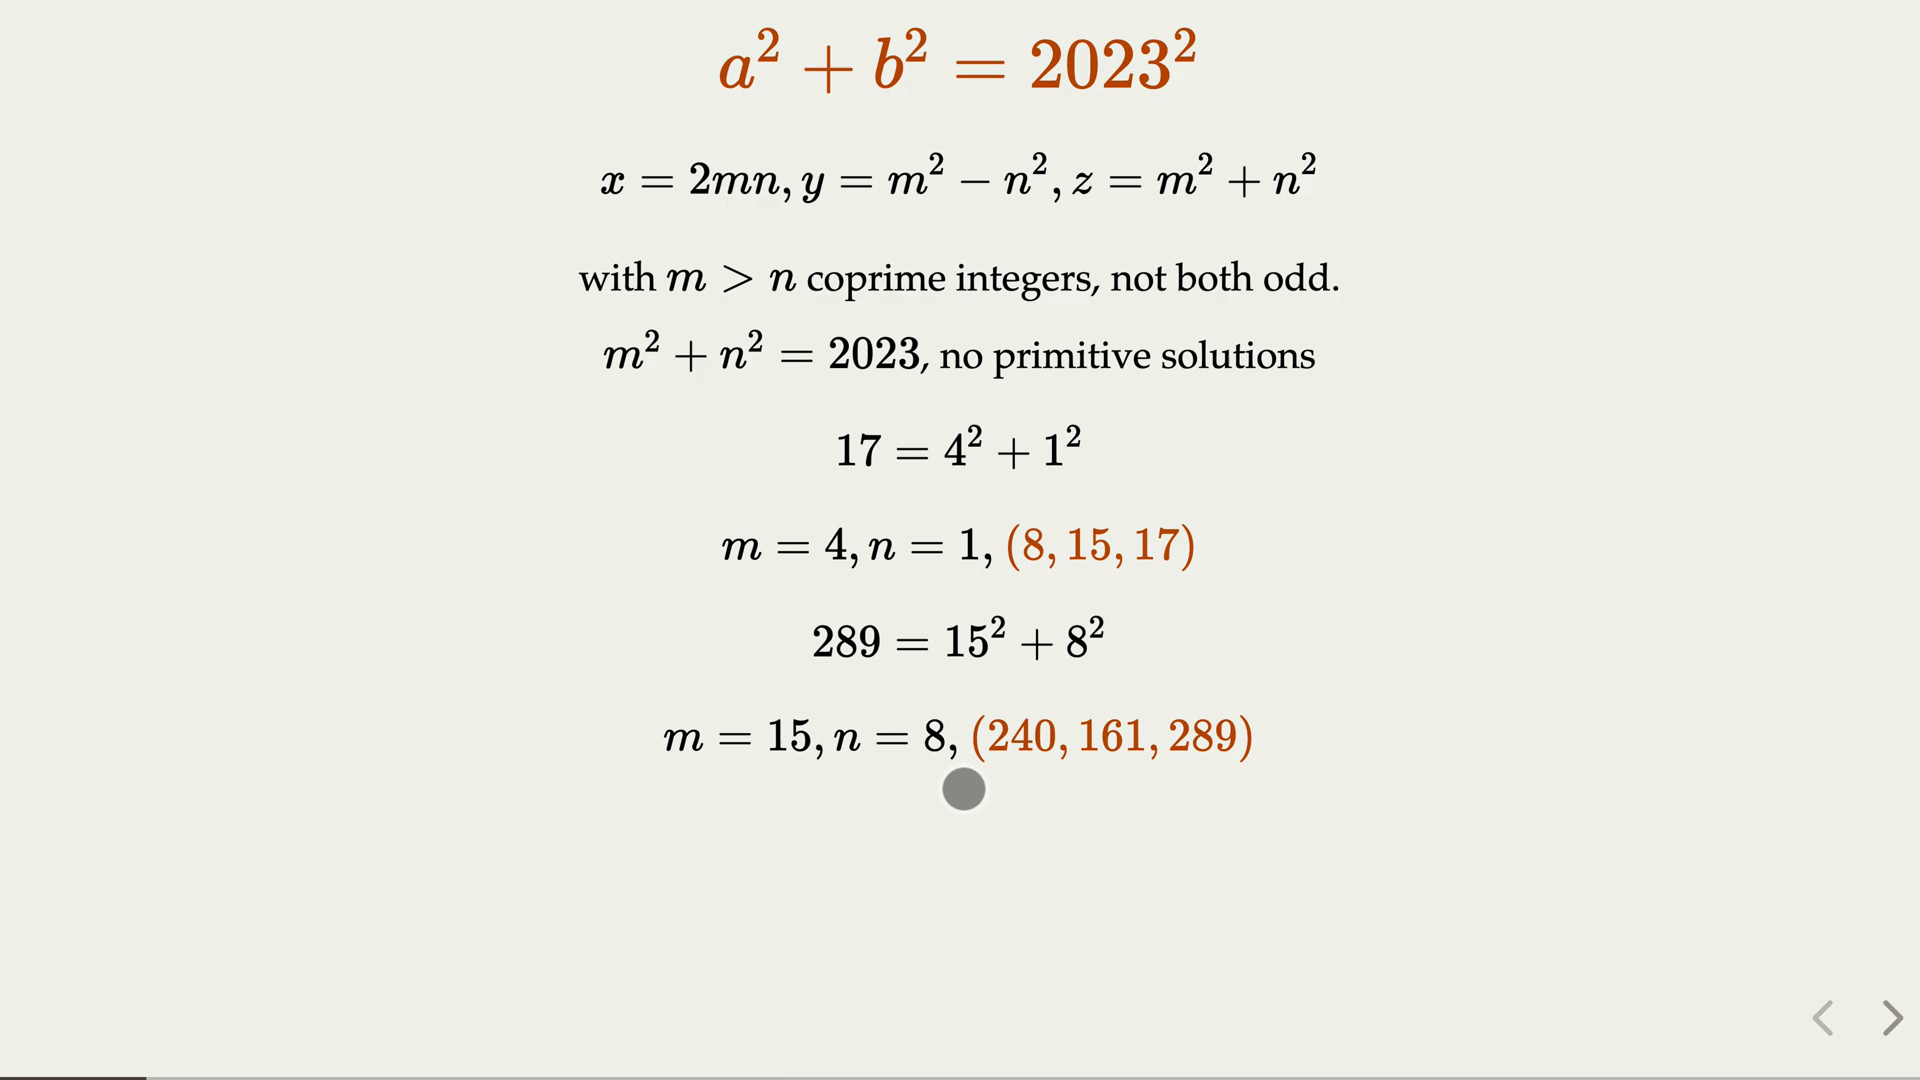 a² + b² = 2023²
x = 2mn, y = m² − n², z = m² + n²
with m > n coprime integers, not both odd.
m² + n² = 2023, no primitive solutions
17 = 4² + 1²
m = 4, n = 1, (8, 15, 17)
289 = 15² + 8²
m = 15, n = 8, (240, 161, 289)